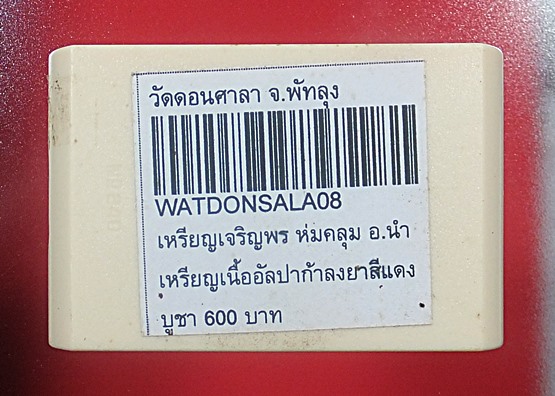 วัดดอนศาลา จ.พัทลุง
WATDONSALA08
เหรียญเจริญพร ห่มคลุม อ.นำ
เหรียญเนื้ออัลปาก้าลงยาสีแดง
บูชา 600 บาท